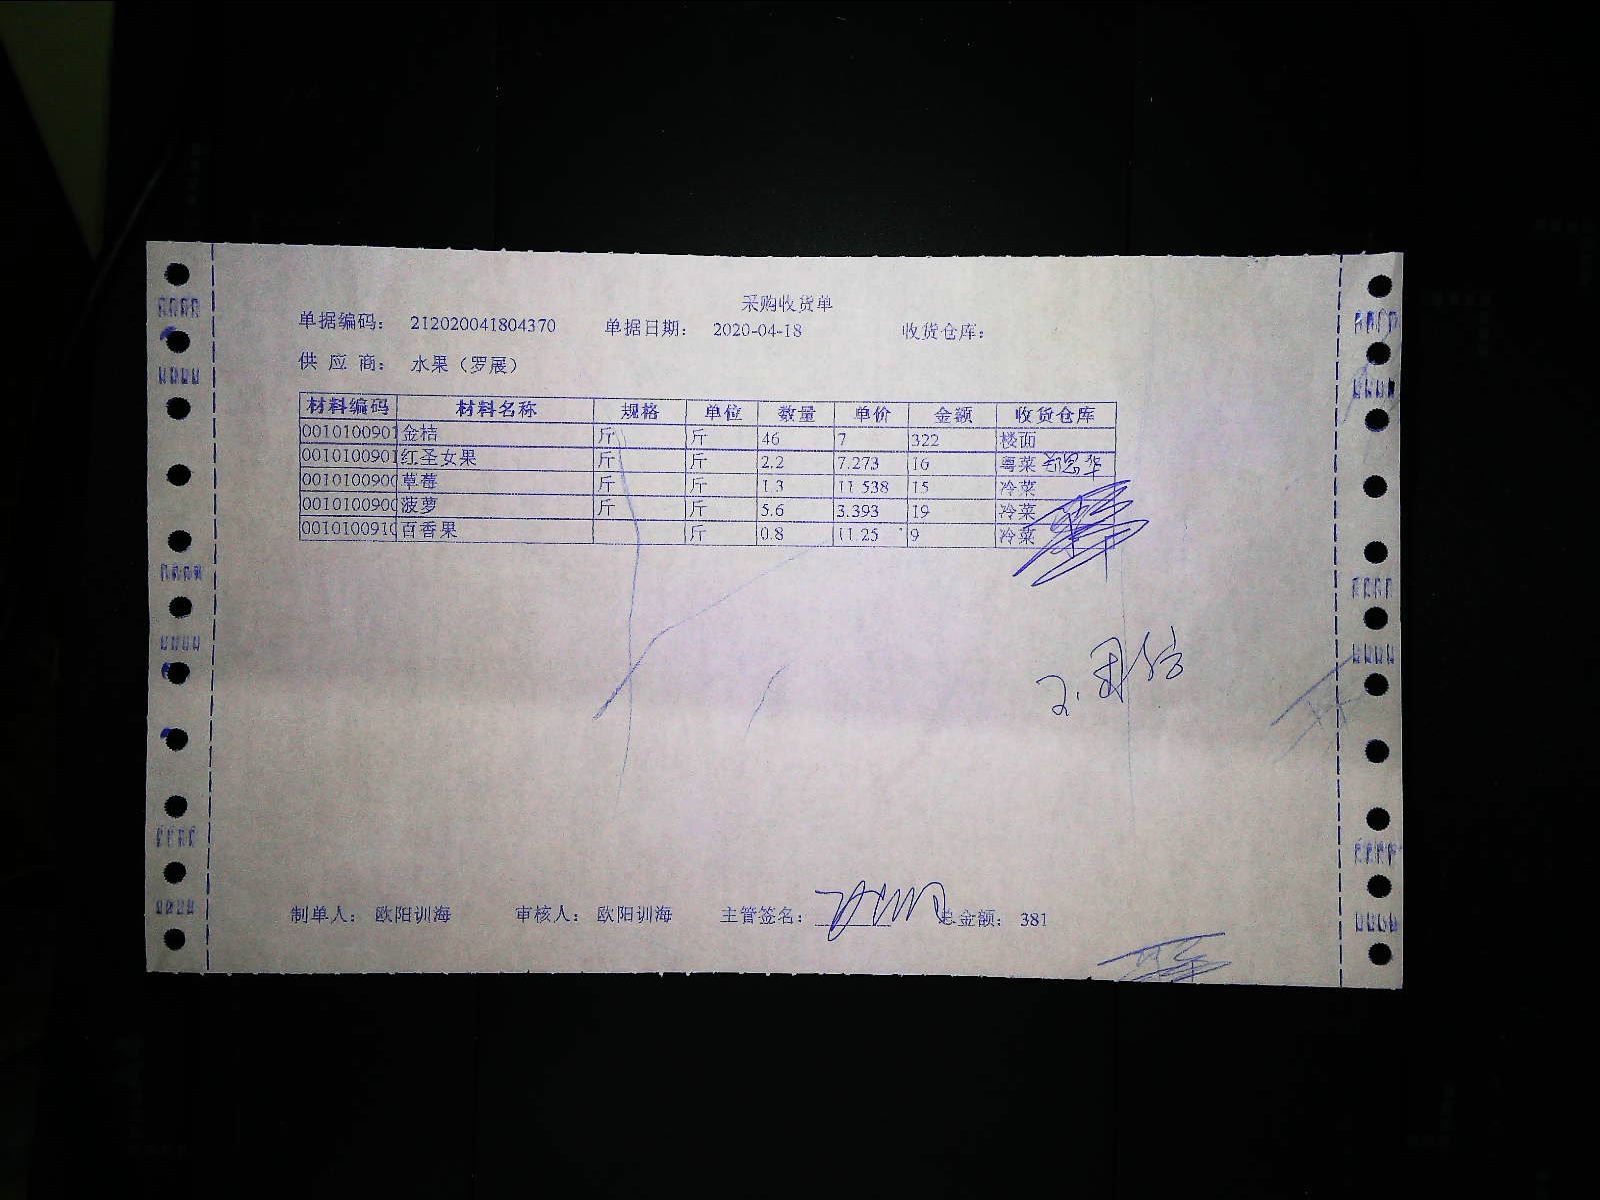 采购收货单
单据编码： 212020041804370 单据日期： 2020-04-18 收货仓库：
供 应 商： 水果（罗展）
材料编码 材料名称 规格 单位 数量 单价 金额 收货仓库
0010100901 金桔 斤 斤 46 7 322 楼面
0010100901 红圣女果 斤 斤 2.2 7.273 16 粤菜
0010100900 草莓 斤 斤 1.3 11.538 15 冷菜
0010100900 菠萝 斤 斤 5.6 3.393 19 冷菜
0010100910 百香果 斤 0.8 11.25 9 冷菜
制单人： 欧阳训海 审核人： 欧阳训海 主管签名： 总金额： 381